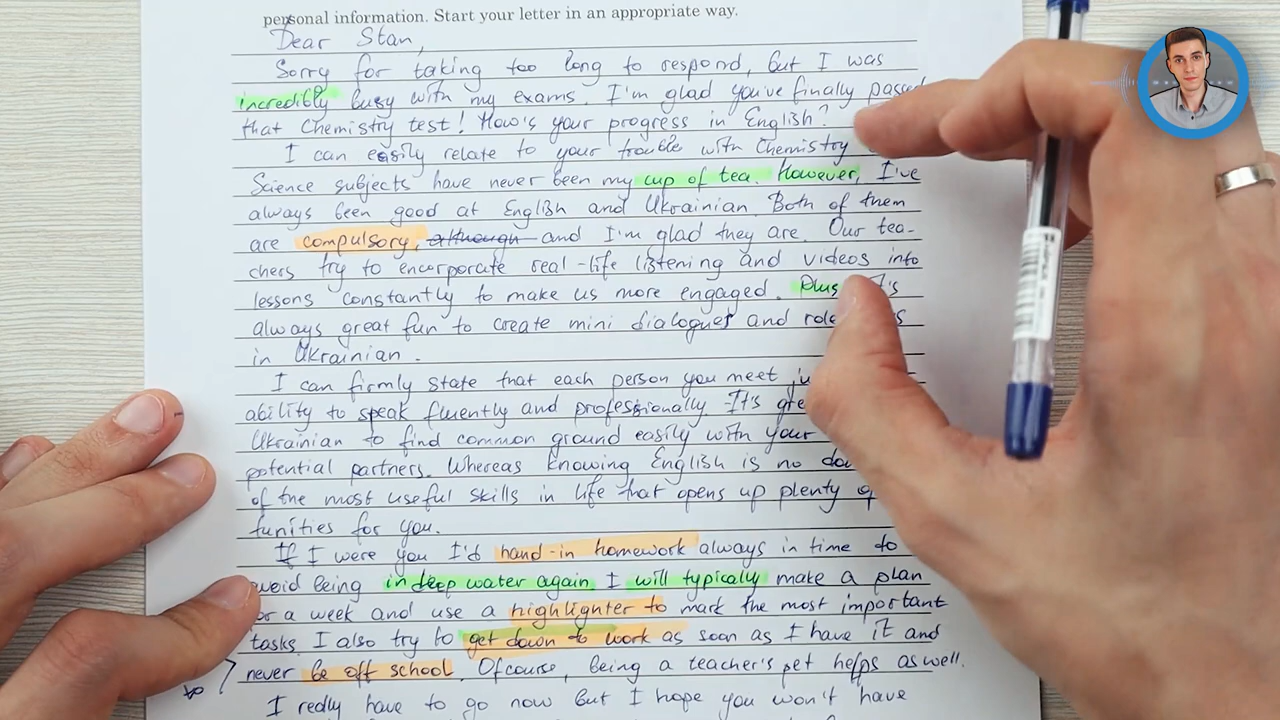 personal information. Start your letter in an appropriate way.
Dear Stan,
Sorry for taking too long to respond, but I was
incredibly busy with my exams. I'm glad you've finally passed
that Chemistry test! How's your progress in English?
I can easily relate to your trouble with Chemistry
Science subjects have never been my cup of tea. However, I've
always been good at English and Ukrainian. Both of them
are compulsory, although and I'm glad they are. Our tea-
chers try to encorporate real-life listening and videos into
lessons constantly to make us more engaged. Plus it's
always great fun to create mini dialogues and role
in Ukrainian.
I can firmly state that each person you meet
ability to speak fluently and professionally. It's
Ukrainian to find common ground easily with your
potential partners. Whereas knowing English is no
of the most useful skills in life that opens up plenty of
tunities for you.
If I were you I'd hand-in homework always in time to
avoid being in deep water again. I will typically make a plan
for a week and use a highlighter to mark the most important
tasks. I also try to get down to work as soon as I have it and
never be off school. Ofcourse, being a teacher's pet helps as well.
I really have to go now but I hope you won't have